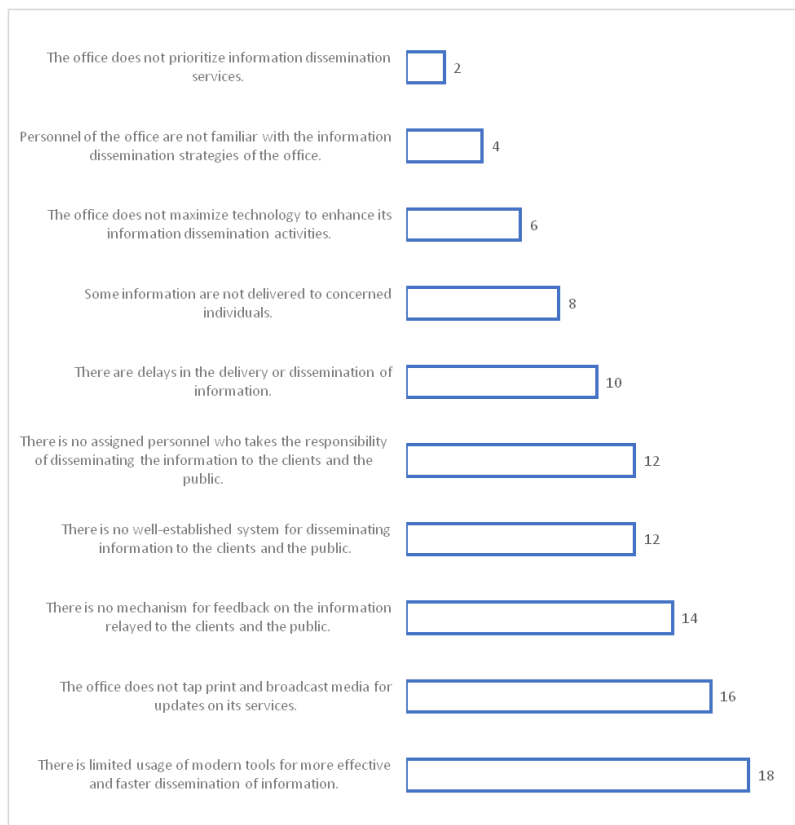 The office does not prioritize information dissemination
services.
2
Personnel of the office are not familiar with the information
dissemination strategies of the office.
4
The office does not maximize technology to enhance its
information dissemination activities.
6
Some information are not delivered to concerned
individuals.
8
There are delays in the delivery or dissemination of
information.
10
There is no assigned personnel who takes the responsibility
of disseminating the information to the clients and the
public.
12
There is no well-established system for disseminating
information to the clients and the public.
12
There is no mechanism for feedback on the information
relayed to the clients and the public.
14
The office does not tap print and broadcast media for
updates on its services.
16
There is limited usage of modern tools for more effective
and faster dissemination of information.
18